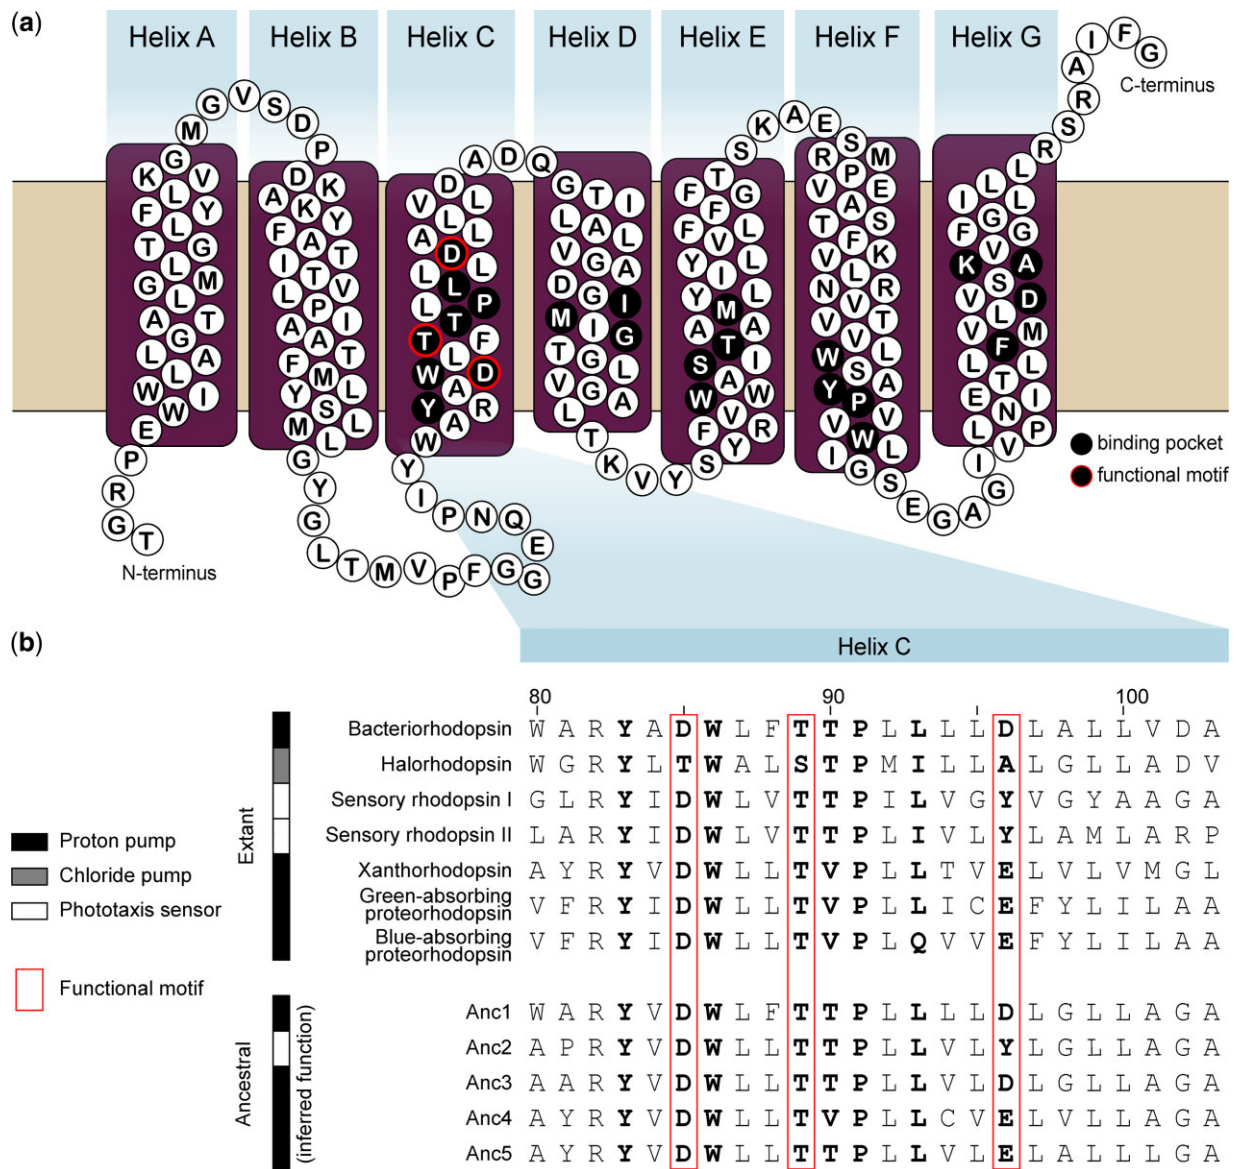 (a)
Helix A
Helix B
Helix C
Helix D
Helix E
Helix F
Helix G
T G R P E W I W L A L G T A L M G L G T L Y F L V K G M G V S D P
D A K K F Y A I T T L V P A I A F T M Y L S M L L G Y G L T M V P F G G E Q N P I Y
W A R Y A D W L F T T P L L L L D L A L L V D A D Q
G T I L A L V G A D G I M I G T G L V G A L T K V Y S
Y R F V W W A I S T A A M L Y I L Y V L F F G F T S K A E
S M R P E V A S T F K V L R N V T V V L W S A Y P V V W L I G S E G A G
I V P L N I E T L L F M V L D V S A K V G F G L I L L R S R A I F G
N-terminus
C-terminus
binding pocket
functional motif
(b)
Helix C
80 90 100
Bacteriorhodopsin W A R Y A D W L F T T P L L L L D L A L L V D A
Halorhodopsin W G R Y L T W A L S T P M I L L A L G L L A D V
Sensory rhodopsin I G L R Y I D W L V T T P I L V G Y V G Y A A G A
Sensory rhodopsin II L A R Y I D W L V T T P L I V L Y L A M L A R P
Xanthorhodopsin A Y R Y V D W L L T V P L L T V E L V L V M G L
Green-absorbing
proteorhodopsin V F R Y I D W L L T V P L L I C E F Y L I L A A
Blue-absorbing
proteorhodopsin V F R Y I D W L L T V P L Q V V E F Y L I L A A
Anc1 W A R Y V D W L F T T P L L L L D L G L L A G A
Anc2 A P R Y V D W L L T T P L L V L Y L G L L A G A
Anc3 A A R Y V D W L L T T P L L V L D L G L L A G A
Anc4 A Y R Y V D W L L T V P L L C V E L V L L A G A
Anc5 A Y R Y V D W L L T T P L L V L E L A L L L G A
Extant
Ancestral
(inferred function)
Proton pump
Chloride pump
Phototaxis sensor
Functional motif